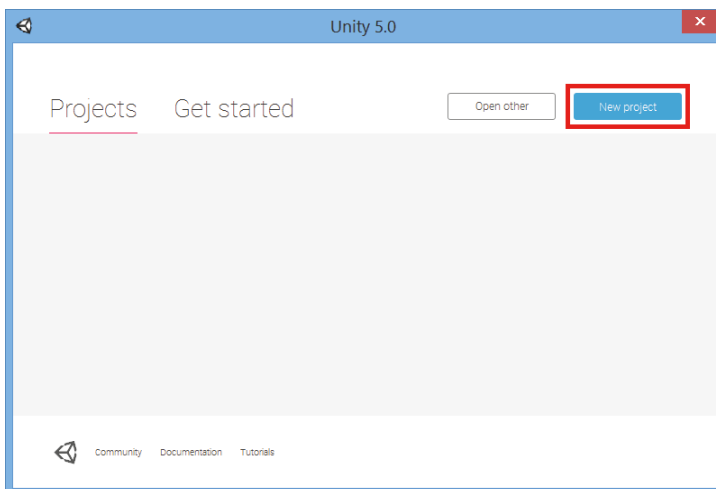 Unity 5.0
Projects Get started Open other New project
Community Documentation Tutorials